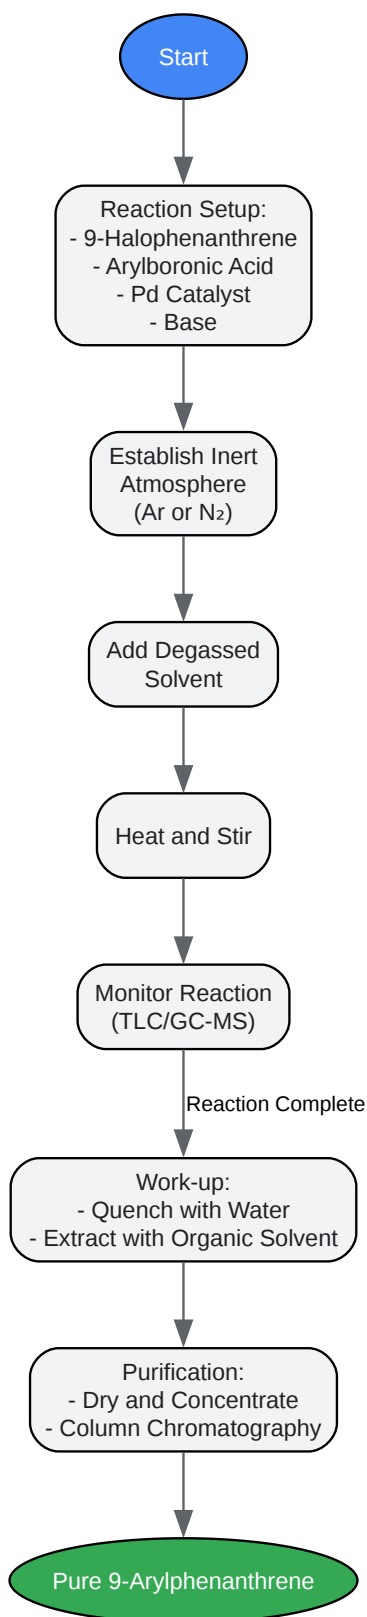 Start
Reaction Setup:
- 9-Halophenanthrene
- Arylboronic Acid
- Pd Catalyst
- Base
Establish Inert
Atmosphere
(Ar or N₂)
Add Degassed
Solvent
Heat and Stir
Monitor Reaction
(TLC/GC-MS)
Reaction Complete
Work-up:
- Quench with Water
- Extract with Organic Solvent
Purification:
- Dry and Concentrate
- Column Chromatography
Pure 9-Arylphenanthrene